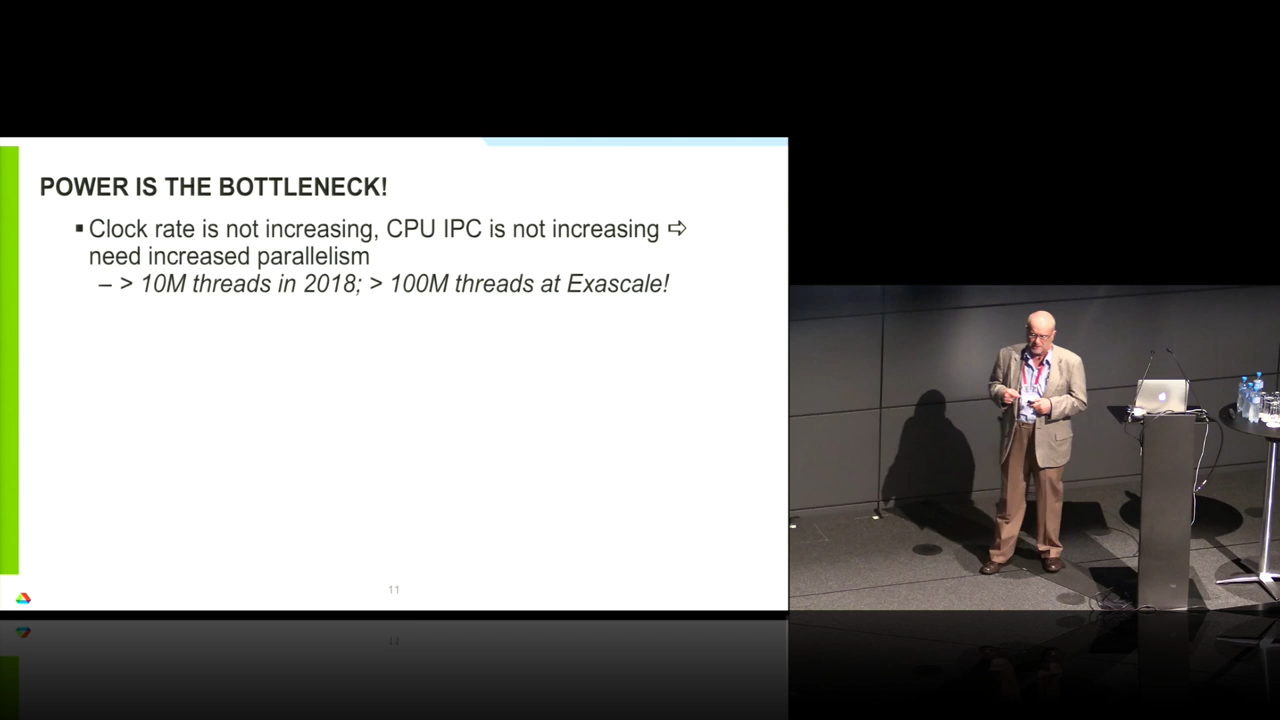 POWER IS THE BOTTLENECK!
▪ Clock rate is not increasing, CPU IPC is not increasing ⇨
need increased parallelism
– > 10M threads in 2018; > 100M threads at Exascale!
11